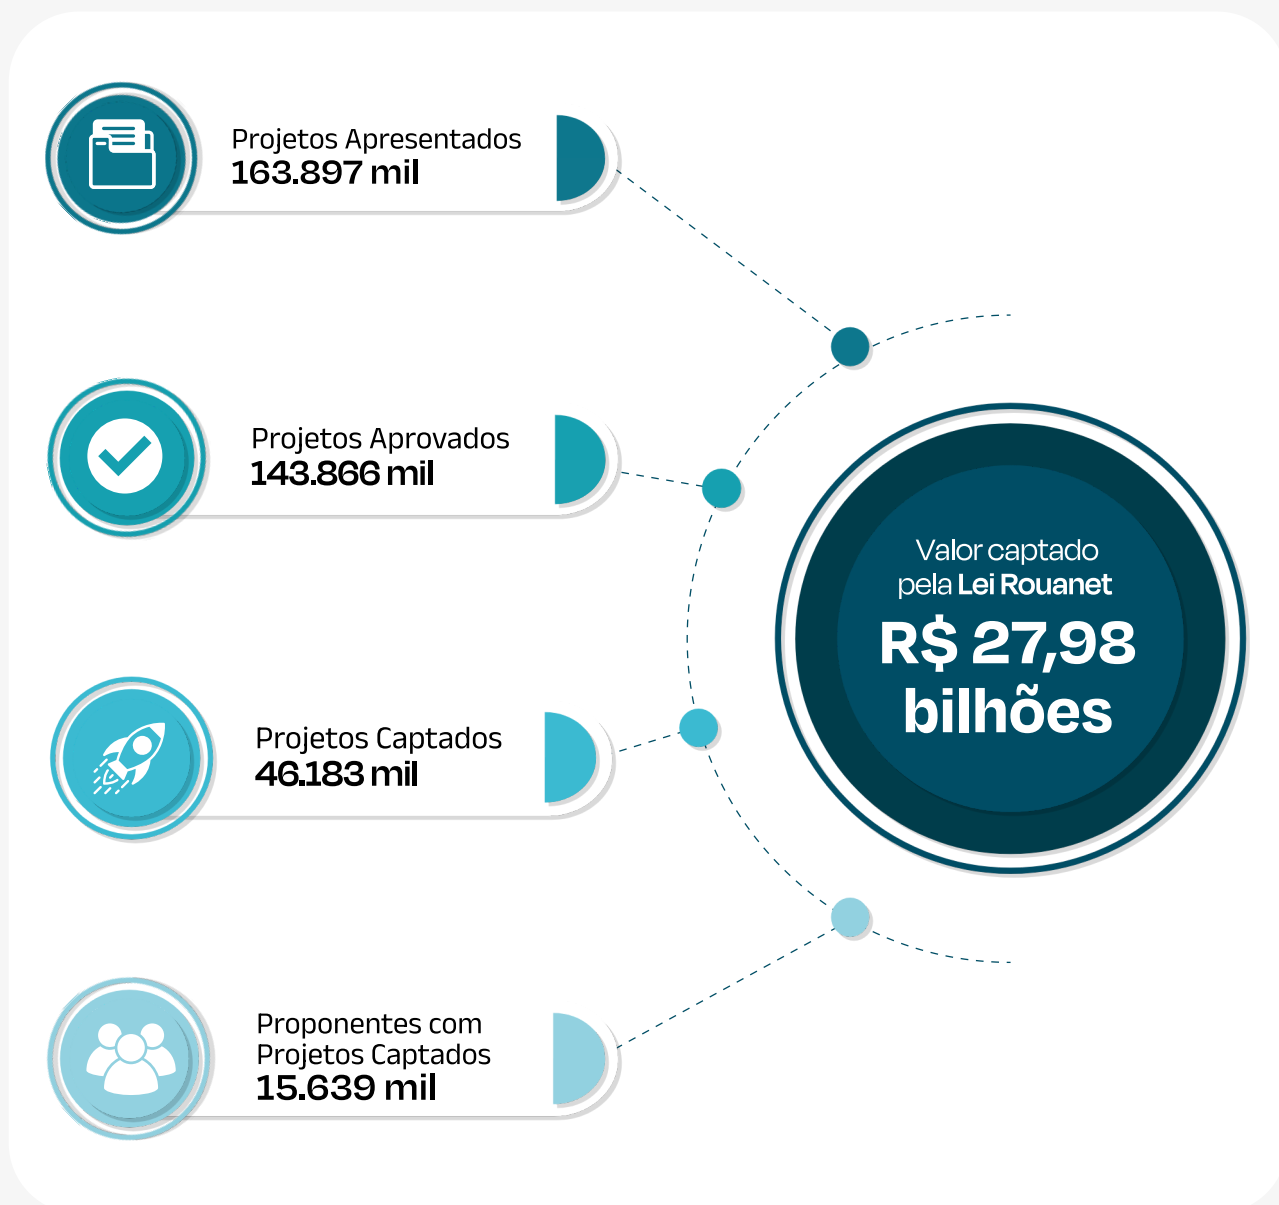 Projetos Apresentados
163.897 mil
Projetos Aprovados
143.866 mil
Projetos Captados
46.183 mil
Proponentes com
Projetos Captados
15.639 mil
Valor captado
pela Lei Rouanet
R$ 27,98
bilhões